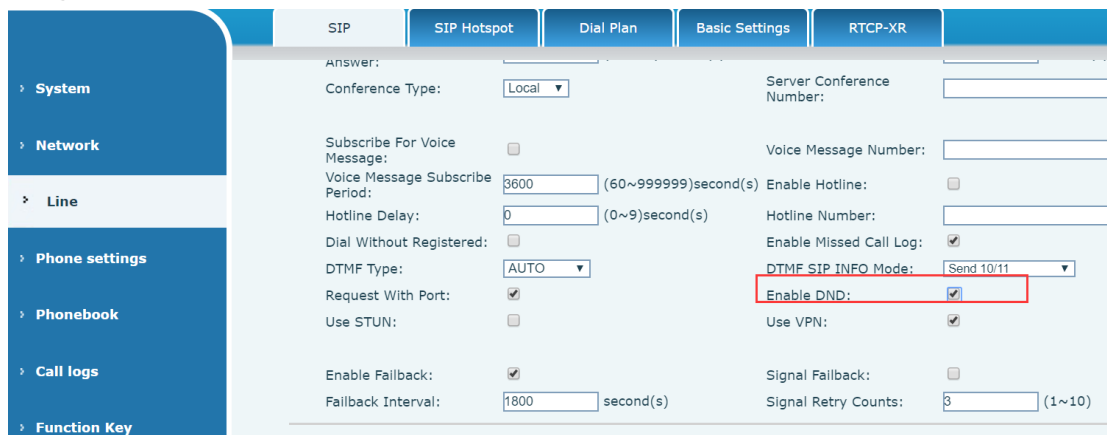 SIP
SIP Hotspot
Dial Plan
Basic Settings
RTCP-XR
System
Network
Line
Phone settings
Phonebook
Call logs
Function Key
Answer:
Conference Type: Local
Server Conference
Number:
Subscribe For Voice
Message:
Voice Message Number:
Voice Message Subscribe
Period: 3600 (60~999999)second(s)
Enable Hotline:
Hotline Delay: 0 (0~9)second(s)
Hotline Number:
Dial Without Registered:
Enable Missed Call Log:
DTMF Type: AUTO
DTMF SIP INFO Mode: Send 10/11
Request With Port:
Enable DND:
Use STUN:
Use VPN:
Enable Failback:
Signal Failback:
Failback Interval: 1800 second(s)
Signal Retry Counts: 3 (1~10)